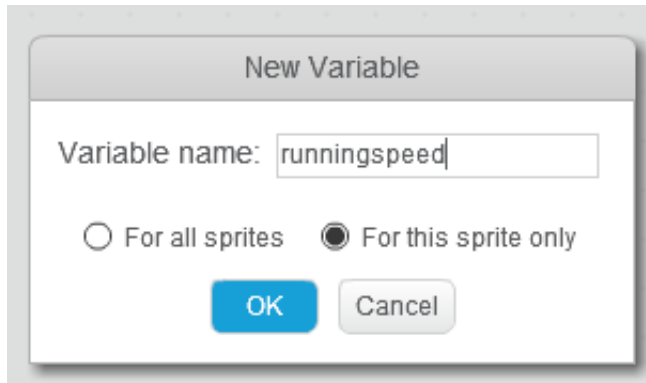 New Variable
Variable name: runningspeed
For all sprites For this sprite only
OK Cancel